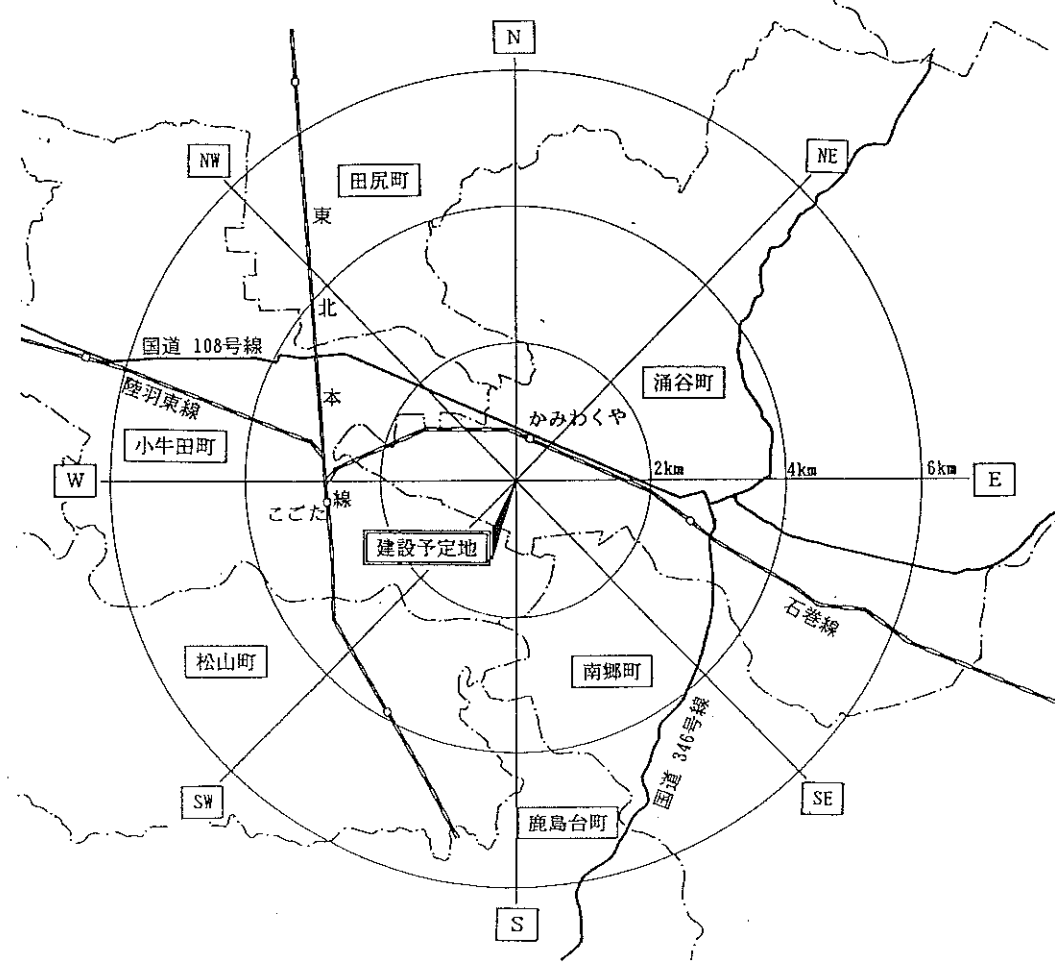 N
NW
NE
田尻町
東北本線
国道 108号線
涌谷町
陸羽東線
かみわくや
小牛田町
W
2km
4km
6km
E
こごた
建設予定地
石巻線
松山町
南郷町
国道 346号線
SW
SE
鹿島台町
S